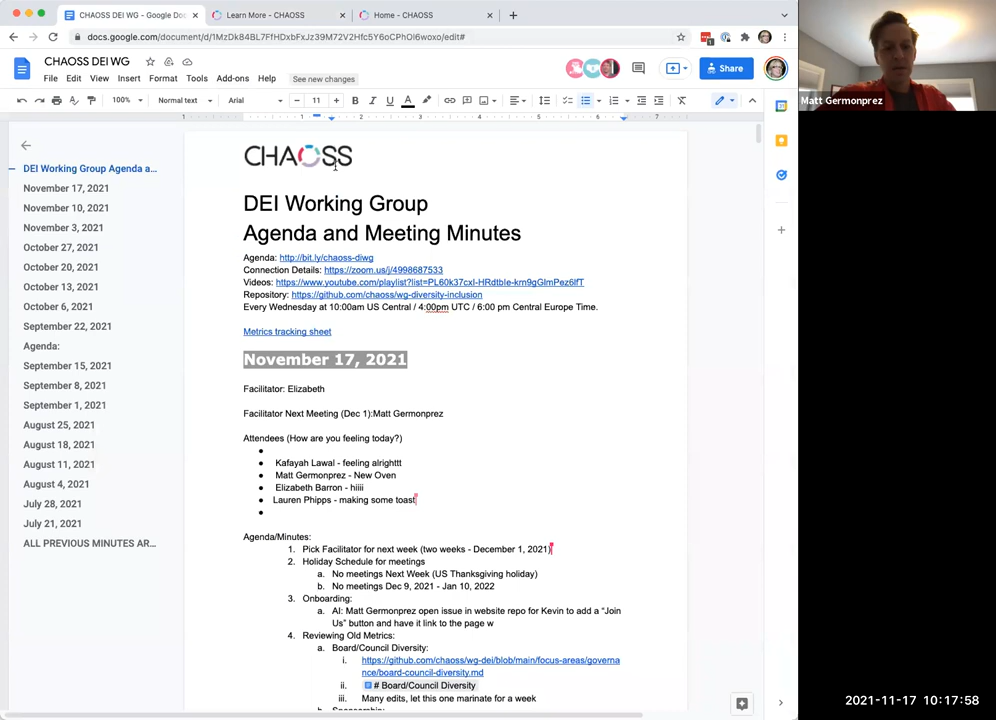 CHAOSS DEI WG - Google Doc
Learn More - CHAOSS
Home - CHAOSS
docs.google.com/document/d/1MzDk84BL7FfHDxbFxJz39M72V2Hfc5Y6oCPhOl6woxo/edit#
CHAOSS DEI WG
File Edit View Insert Format Tools Add-ons Help See new changes
Share
100% Normal text Arial 11
Matt Germonprez
DEI Working Group Agenda a...
November 17, 2021
November 10, 2021
November 3, 2021
October 27, 2021
October 20, 2021
October 13, 2021
October 6, 2021
September 22, 2021
Agenda:
September 15, 2021
September 8, 2021
September 1, 2021
August 25, 2021
August 18, 2021
August 11, 2021
August 4, 2021
July 28, 2021
July 21, 2021
ALL PREVIOUS MINUTES AR...
CHAOSS
DEI Working Group
Agenda and Meeting Minutes
Agenda: http://bit.ly/chaoss-diwg
Connection Details: https://zoom.us/j/4998687533
Videos: https://www.youtube.com/playlist?list=PL60k37cxI-HRdtbIe-krn9gGImPez6lfT
Repository: https://github.com/chaoss/wg-diversity-inclusion
Every Wednesday at 10:00am US Central / 4:00pm UTC / 6:00 pm Central Europe Time.
Metrics tracking sheet
November 17, 2021
Facilitator: Elizabeth
Facilitator Next Meeting (Dec 1):Matt Germonprez
Attendees (How are you feeling today?)
Kafayah Lawal - feeling alrighttt
Matt Germonprez - New Oven
Elizabeth Barron - hiiii
Lauren Phipps - making some toast
Agenda/Minutes:
1. Pick Facilitator for next week (two weeks - December 1, 2021)
2. Holiday Schedule for meetings
a. No meetings Next Week (US Thanksgiving holiday)
b. No meetings Dec 9, 2021 - Jan 10, 2022
3. Onboarding:
a. AI: Matt Germonprez open issue in website repo for Kevin to add a “Join
Us” button and have it link to the page w
4. Reviewing Old Metrics:
a. Board/Council Diversity:
i. https://github.com/chaoss/wg-dei/blob/main/focus-areas/governa
nce/board-council-diversity.md
ii. # Board/Council Diversity
iii. Many edits, let this one marinate for a week
2021-11-17 10:17:58